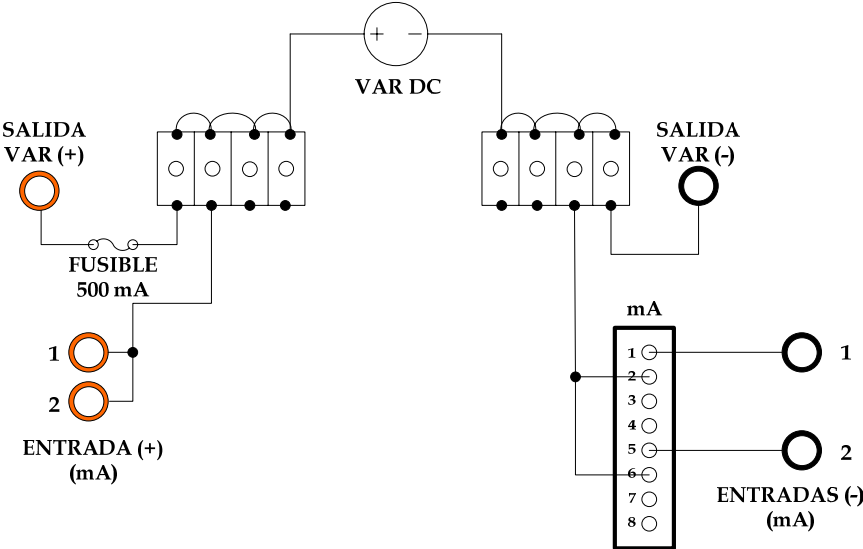 + −
VAR DC
SALIDA
VAR (+)
SALIDA
VAR (-)
FUSIBLE
500 mA
mA
1
2
ENTRADA (+)
(mA)
1
2
3
4
5
6
7
8
1
2
ENTRADAS (-)
(mA)